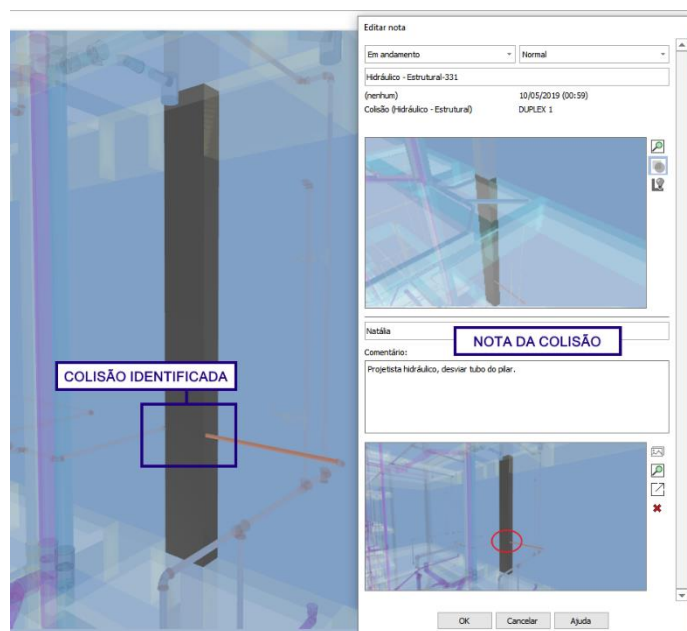 Editar nota
Em andamento
Normal
Hidráulico - Estrutural-331
(nenhum)
10/05/2019 (00:59)
Colisão (Hidráulico - Estrutural)
DUPLEX 1
COLISÃO IDENTIFICADA
Natália
NOTA DA COLISÃO
Comentário:
Projetista hidráulico, desviar tubo do pilar.
OK
Cancelar
Ajuda